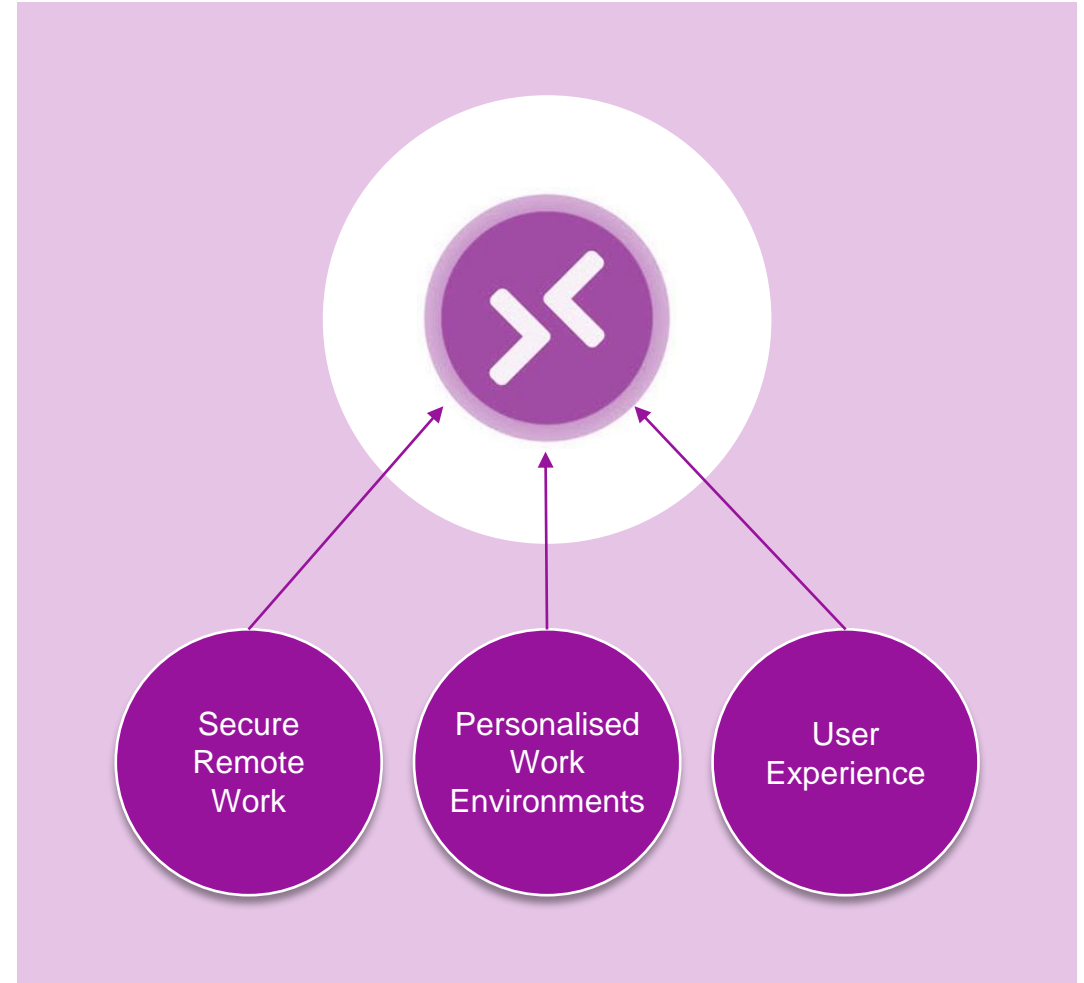 Secure
Remote
Work
Personalised
Work
Environments
User
Experience